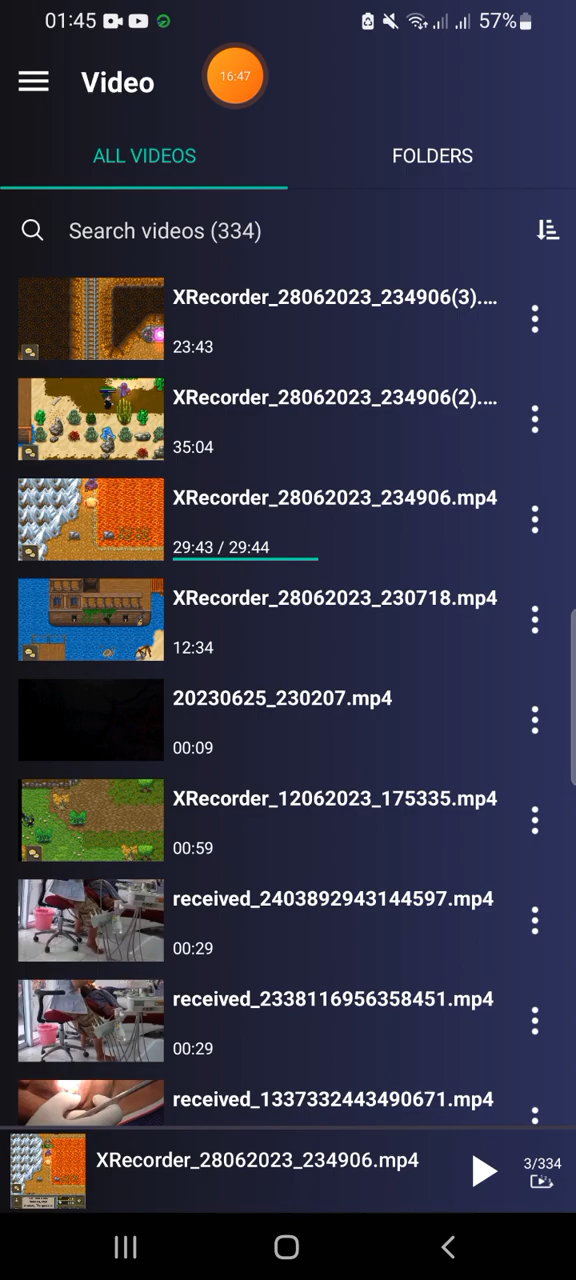 01:45
57%
Video
16:47
ALL VIDEOS
FOLDERS
Search videos (334)
XRecorder_28062023_234906(3)....
23:43
XRecorder_28062023_234906(2)....
35:04
XRecorder_28062023_234906.mp4
29:43 / 29:44
XRecorder_28062023_230718.mp4
12:34
20230625_230207.mp4
00:09
XRecorder_12062023_175335.mp4
00:59
received_2403892943144597.mp4
00:29
received_2338116956358451.mp4
00:29
received_1337332443490671.mp4
XRecorder_28062023_234906.mp4
3/334